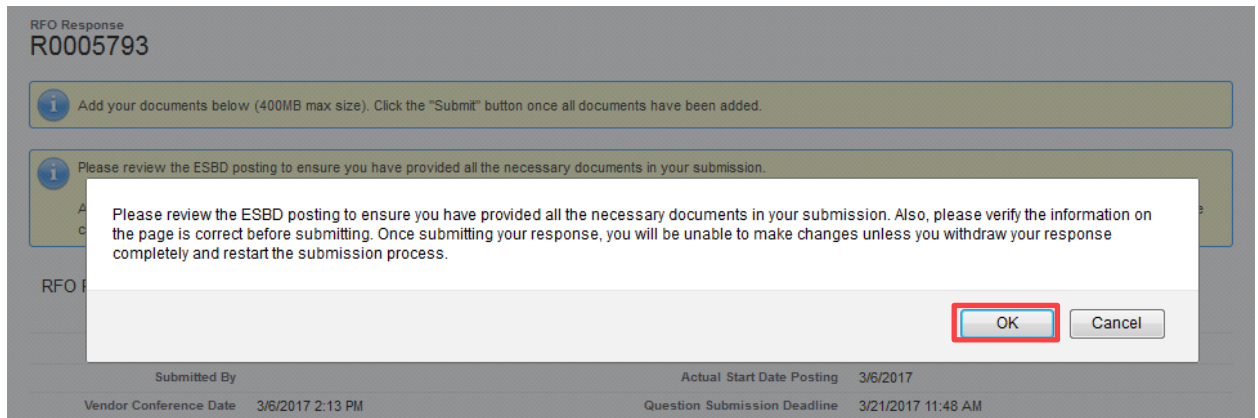 RFO Response
R0005793
Add your documents below (400MB max size). Click the "Submit" button once all documents have been added.
Please review the ESBD posting to ensure you have provided all the necessary documents in your submission.
Please review the ESBD posting to ensure you have provided all the necessary documents in your submission. Also, please verify the information on
the page is correct before submitting. Once submitting your response, you will be unable to make changes unless you withdraw your response
completely and restart the submission process.
RFO
OK Cancel
Submitted By Actual Start Date Posting 3/6/2017
Vendor Conference Date 3/6/2017 2:13 PM Question Submission Deadline 3/21/2017 11:48 AM